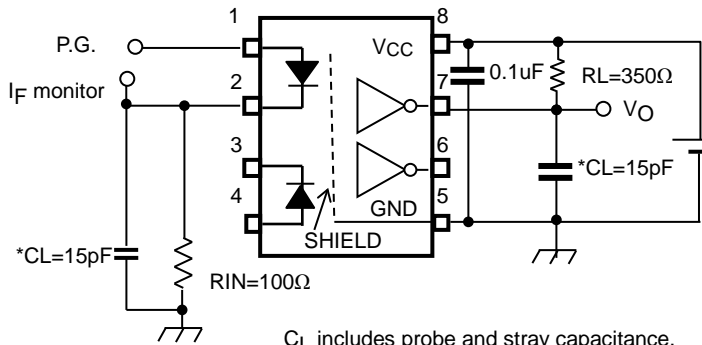 1
8
P.G.
VCC
0.1uF
RL=350Ω
IF monitor
2
7
VO
3
6
*CL=15pF
4
5
GND
SHIELD
*CL=15pF
RIN=100Ω
CL includes probe and stray capacitance.